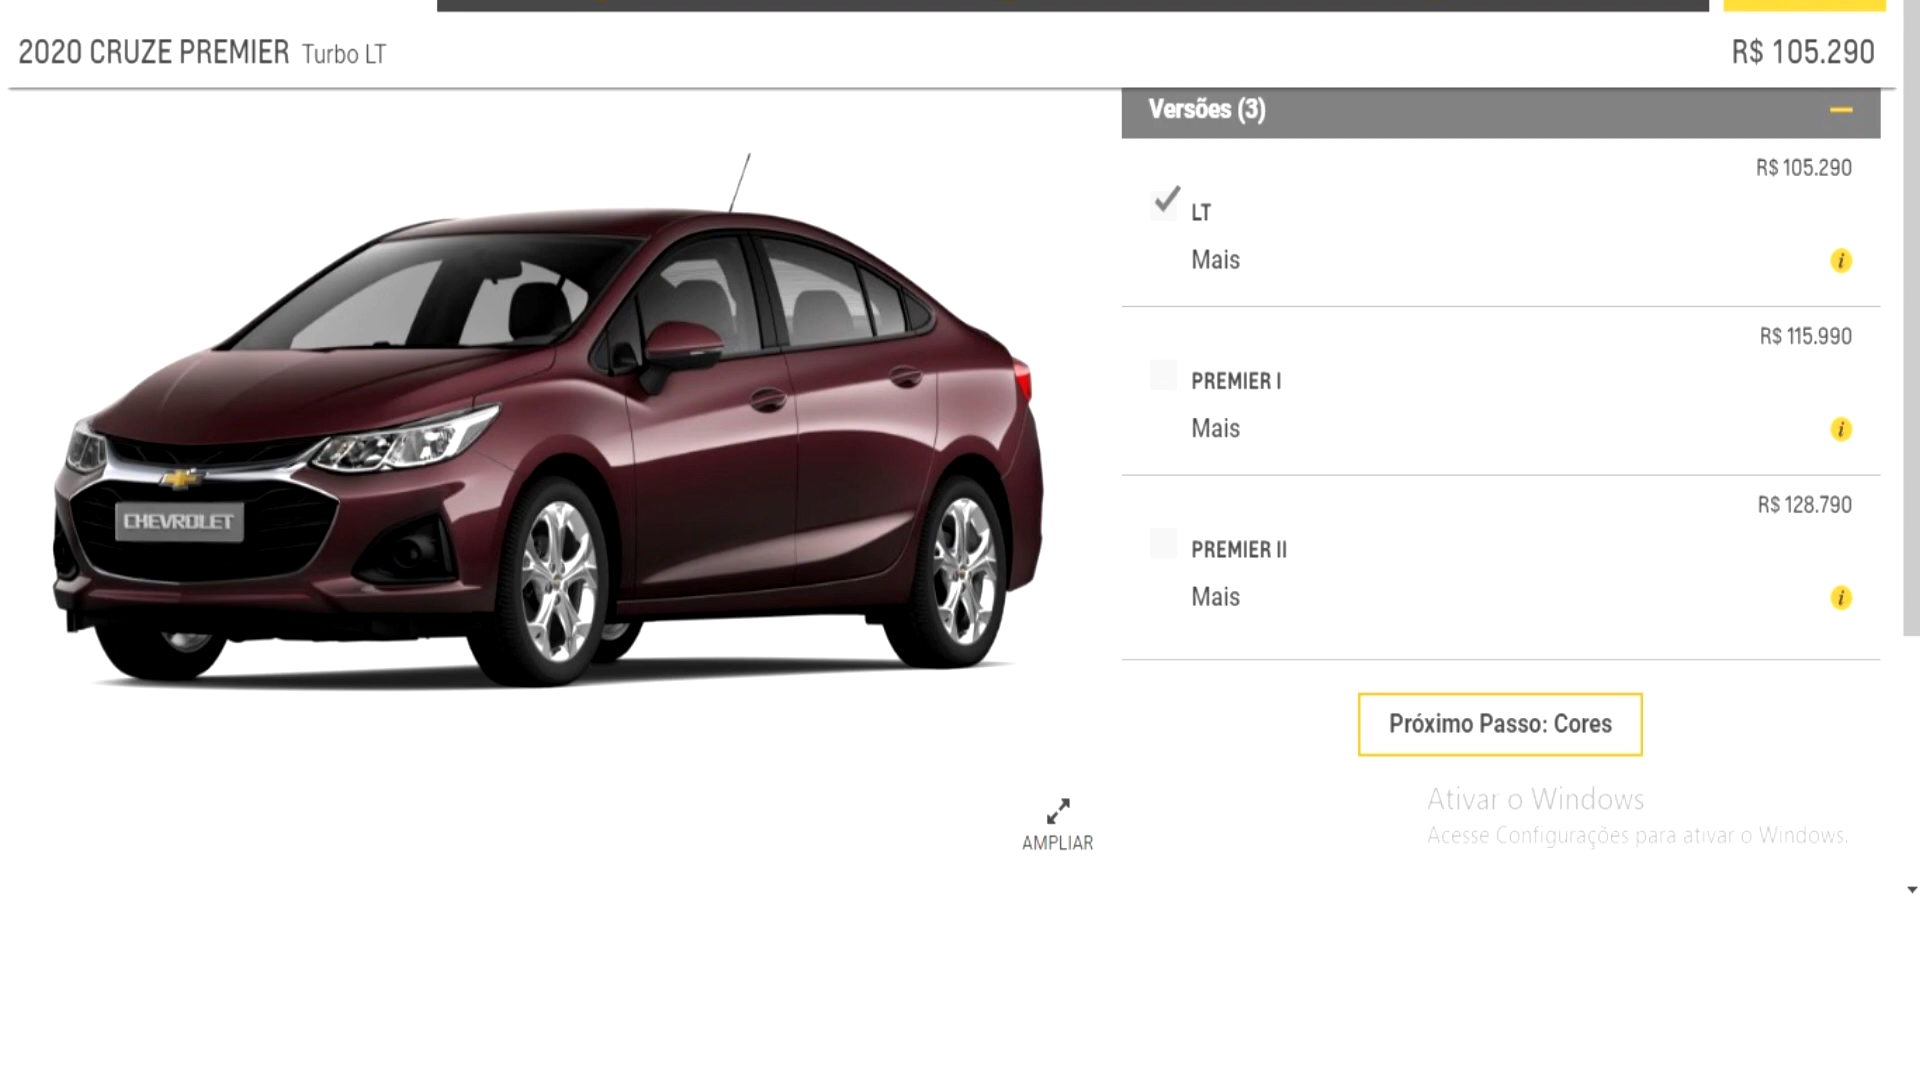 2020 CRUZE PREMIER Turbo LT
R$ 105.290
Versões (3)
R$ 105.290
LT
Mais
R$ 115.990
PREMIER I
Mais
R$ 128.790
PREMIER II
Mais
CHEVROLET
Próximo Passo: Cores
AMPLIAR
Ativar o Windows
Acesse Configurações para ativar o Windows.